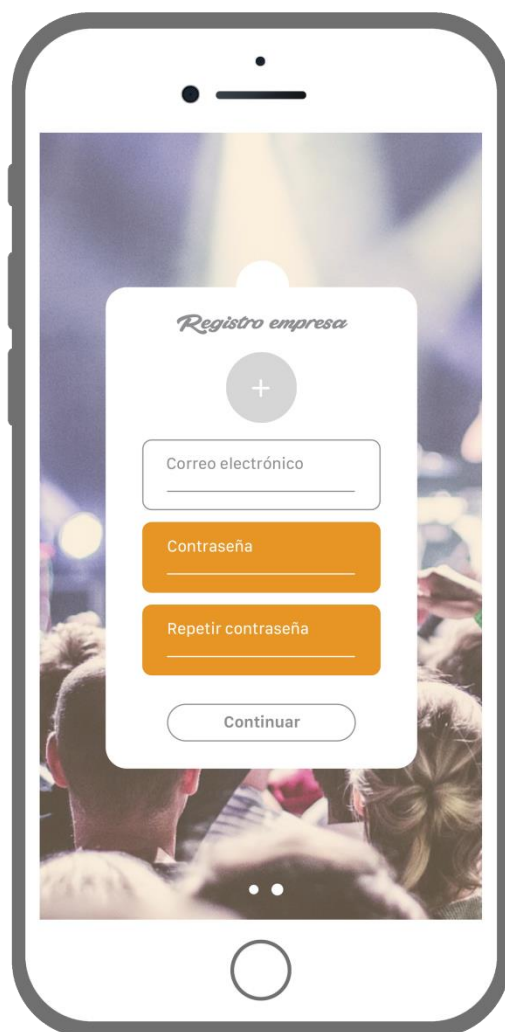 Registro empresa
+
Correo electrónico
Contraseña
Repetir contraseña
Continuar